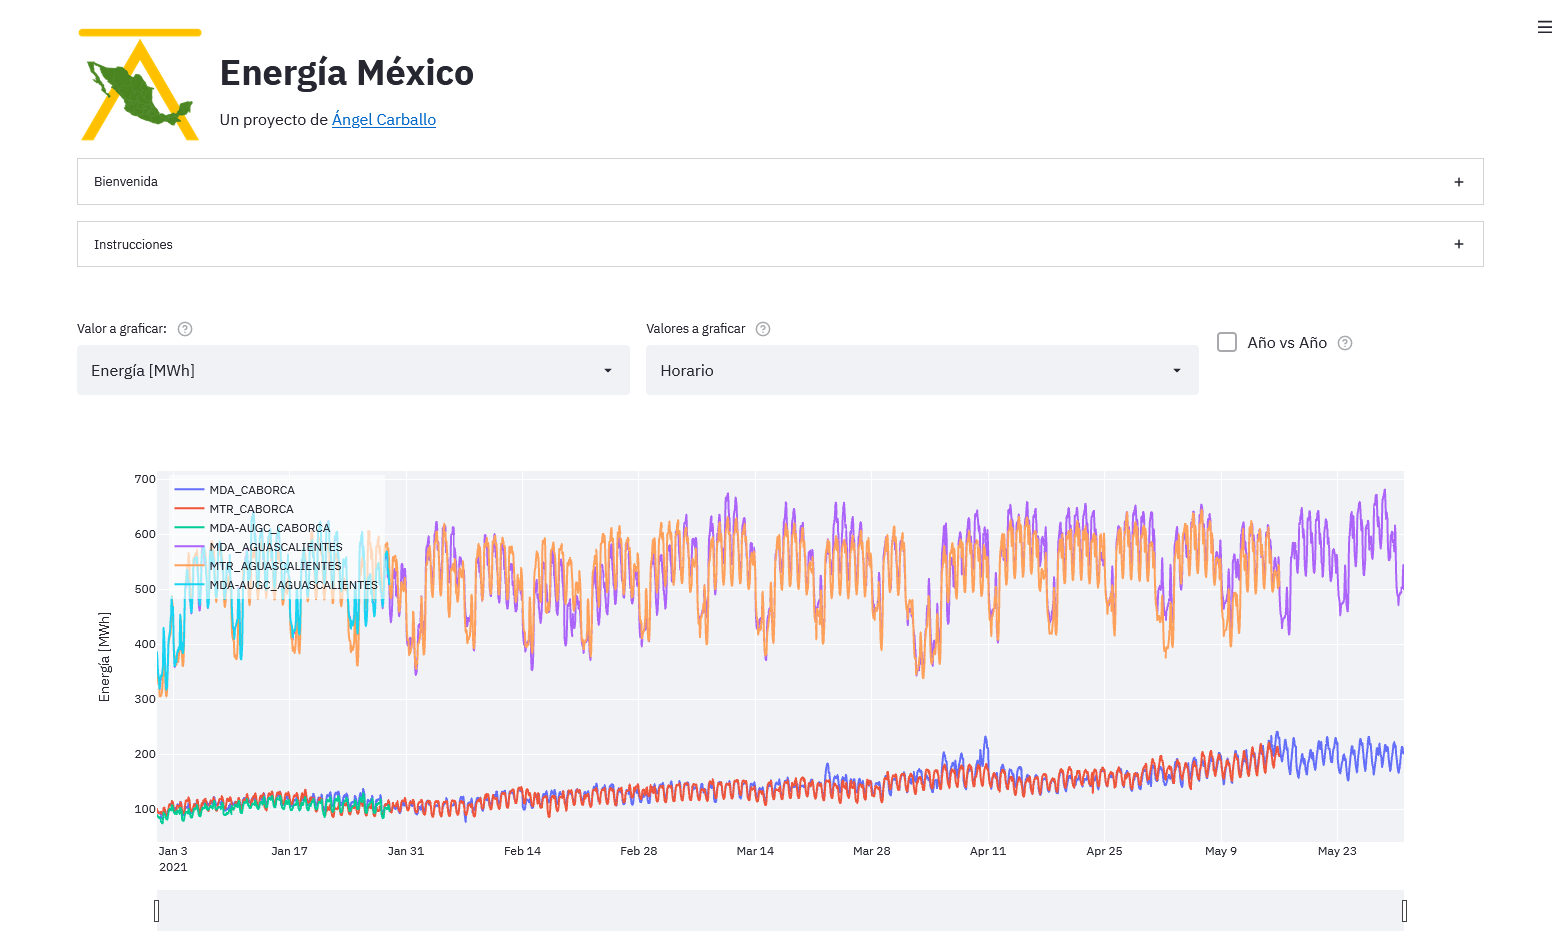 Energía México
Un proyecto de Ángel Carballo
Bienvenida
Instrucciones
Valor a graficar:
Valores a graficar
Año vs Año
Energía [MWh]
Horario
700
600
500
400
300
200
100
Energía [MWh]
MDA_CABORCA
MTR_CABORCA
MDA-AUGC_CABORCA
MDA_AGUASCALIENTES
MTR_AGUASCALIENTES
MDA-AUGC_AGUASCALIENTES
Jan 3 Jan 17 Jan 31 Feb 14 Feb 28 Mar 14 Mar 28 Apr 11 Apr 25 May 9 May 23
2021